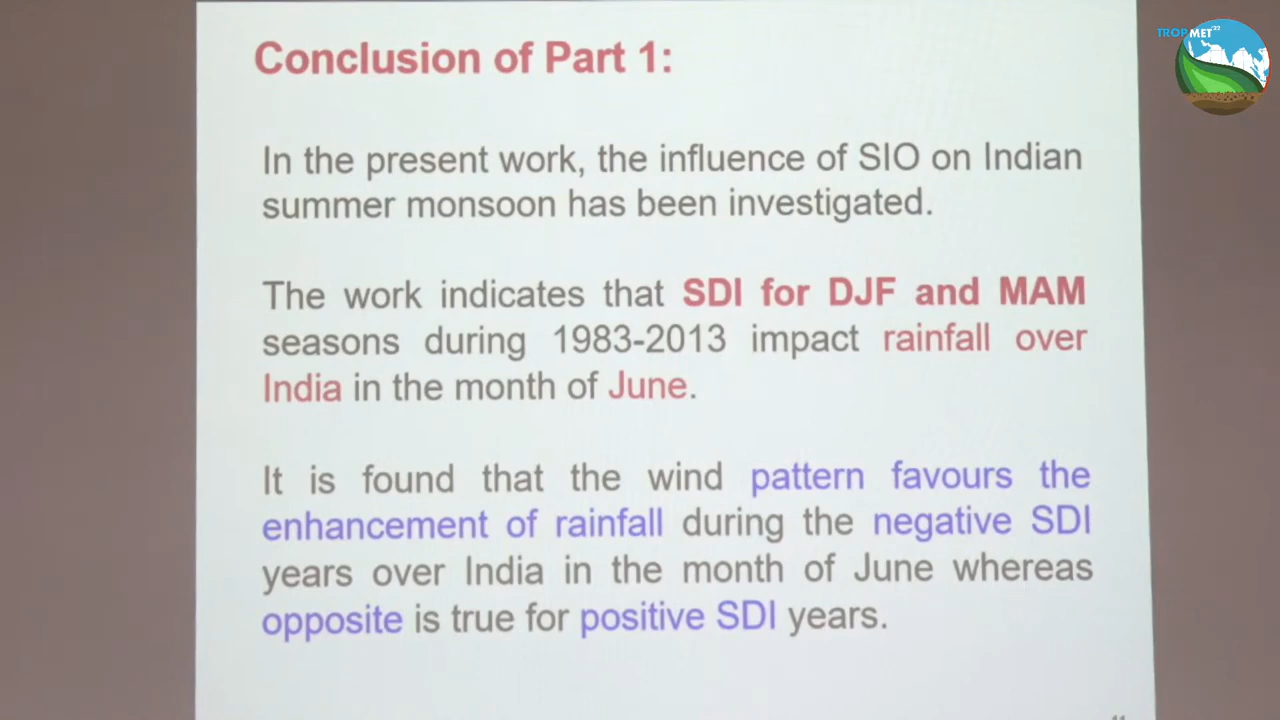 TROPMET'22
Conclusion of Part 1:
In the present work, the influence of SIO on Indian
summer monsoon has been investigated.
The work indicates that SDI for DJF and MAM
seasons during 1983-2013 impact rainfall over
India in the month of June.
It is found that the wind pattern favours the
enhancement of rainfall during the negative SDI
years over India in the month of June whereas
opposite is true for positive SDI years.